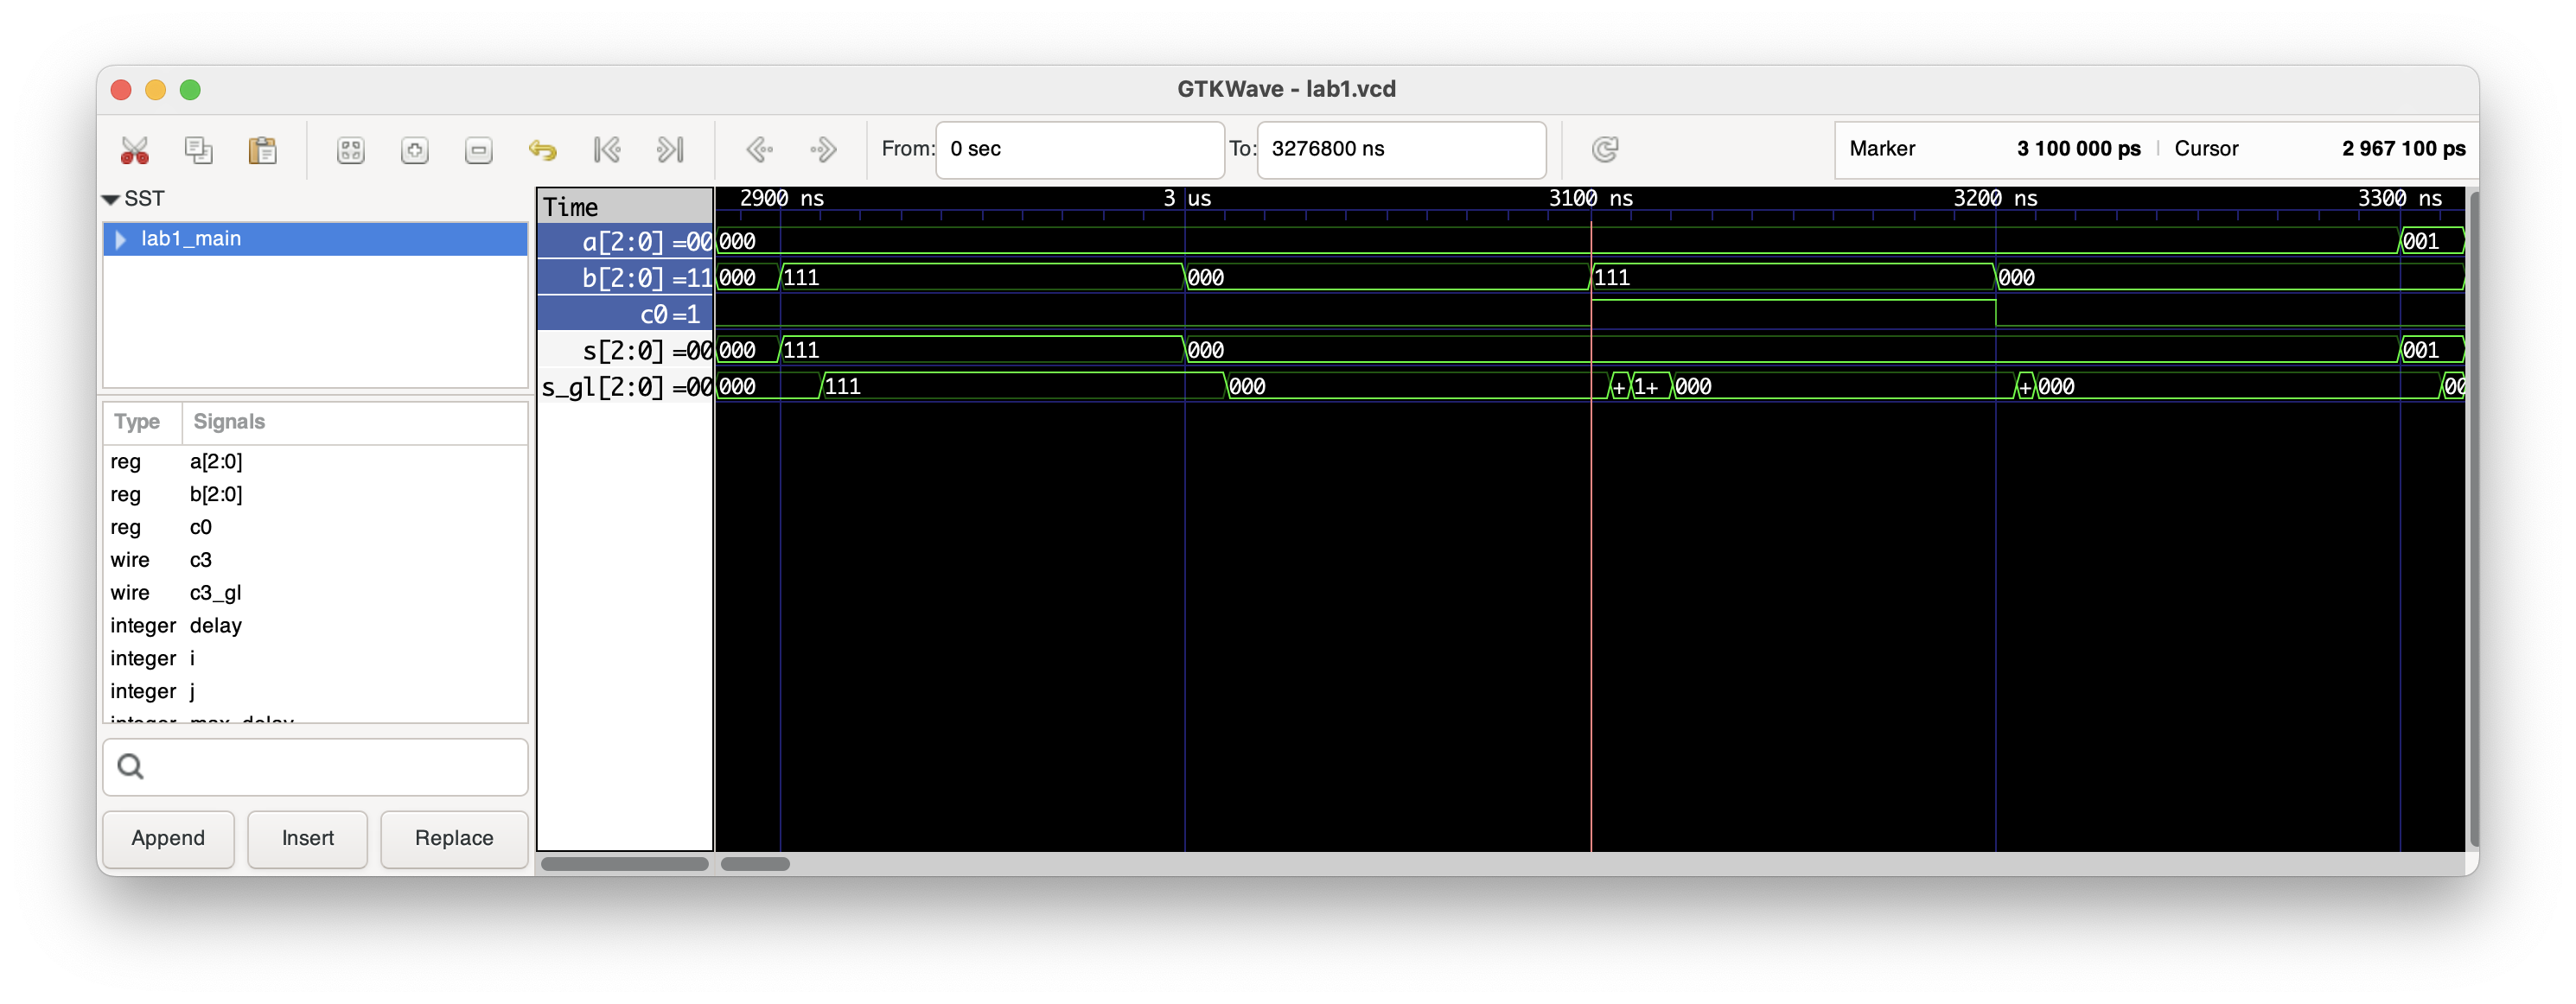 GTKWave - lab1.vcd
From: 0 sec To: 3276800 ns Marker 3 100 000 ps | Cursor 2 967 100 ps
SST
lab1_main
Type Signals
reg a[2:0]
reg b[2:0]
reg c0
wire c3
wire c3_gl
integer delay
integer i
integer j
integer max_delay
Append Insert Replace
Time
a[2:0] =00
b[2:0] =11
c0 =1
s[2:0] =00
s_gl[2:0] =00
2900 ns 3 us 3100 ns 3200 ns 3300 ns
000 001
000 111 000 111 000
000 111 000 001
000 111 000 + 1+ 000 + 000 00